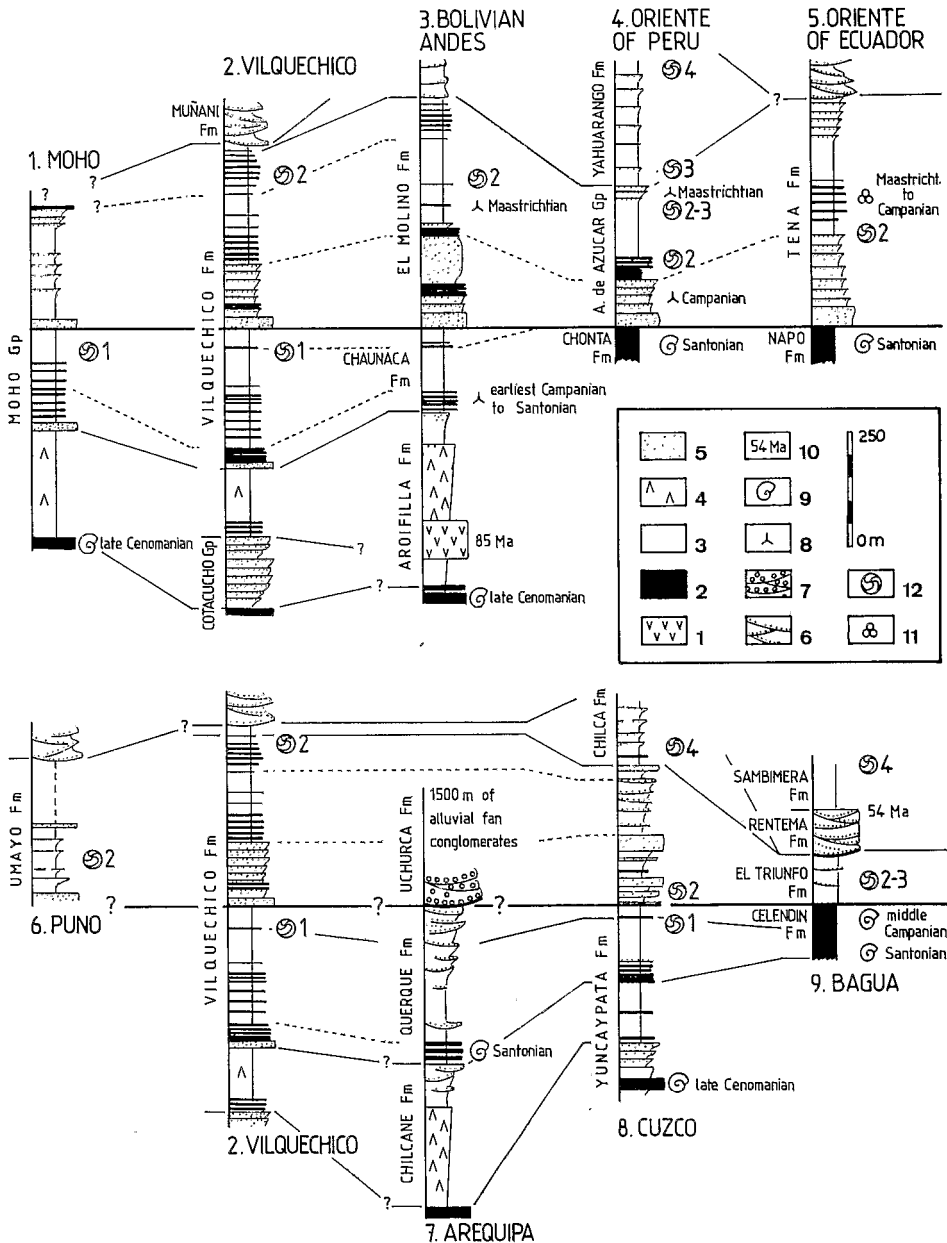 1. MOHO
?
?
MOHO Gp
1
late Cenomanian
2. VILQUECHICO
MUÑANI
Fm
?
2
VILQUECHICO Fm
1
COTACUCHO Gp
?
?
3. BOLIVIAN
ANDES
EL MOLINO Fm
2
Maastrichtian
CHAUNACA
Fm
earliest Campanian
to Santonian
AROIFILLA Fm
85 Ma
late Cenomanian
4. ORIENTE
OF PERU
YAHUARANGO Fm
4
3
Maastrichtian
2-3
A. de AZUCAR Gp
2
Campanian
CHONTA
Fm
Santonian
5. ORIENTE
OF ECUADOR
?
TENA Fm
Maastricht.
to
Campanian
2
NAPO
Fm
Santonian
5
10
54 Ma
250
4
9
3
8
0 m
2
7
12
1
6
11
UMAYO Fm
2
?
6. PUNO
?
2
VILQUECHICO Fm
1
2. VILQUECHICO
1500 m of
alluvial fan
conglomerates
UCHURCA Fm
?
?
QUERQUE Fm
Santonian
?
CHILCANE Fm
?
7. AREQUIPA
CHILCA Fm
4
2
1
YUNCAYPATA Fm
late Cenomanian
8. CUZCO
SAMBIMERA
Fm
4
54 Ma
RENTEMA
Fm
EL TRIUNFO
Fm
2-3
CELENDIN
Fm
middle
Campanian
Santonian
9. BAGUA